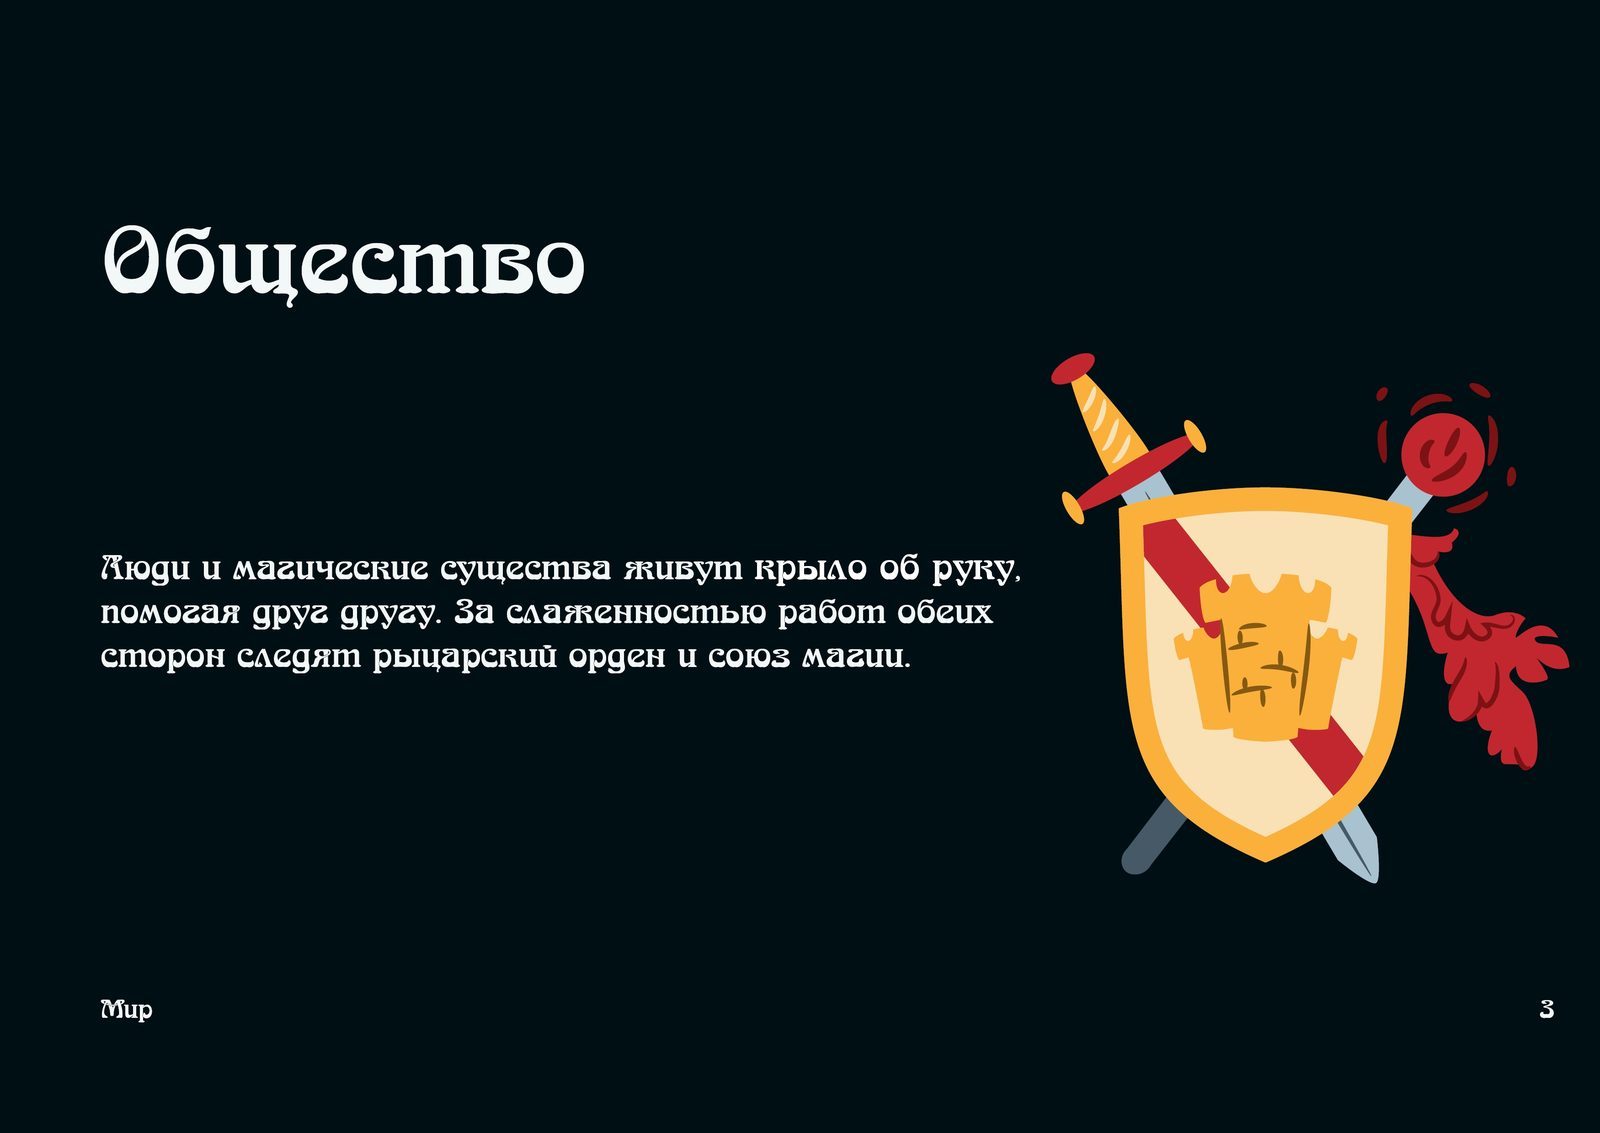 Общество
Люди и магические существа живут крыло об руку,
помогая друг другу. За слаженностью работ обеих
сторон следят рыцарский орден и союз магии.
Мир
3